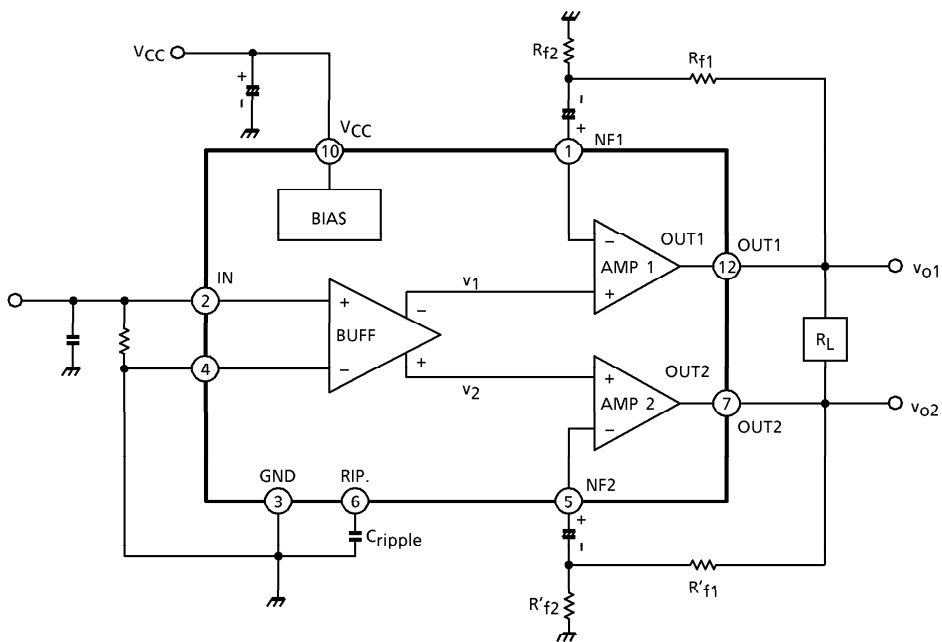 VCC
+
-
VCC
10
BIAS
Rf2
Rf1
-
+
1
NF1
-
AMP 1
+
OUT1
12
OUT1
vo1
IN
2
4
+
BUFF
-
-
+
v1
v2
RL
+
AMP 2
-
OUT2
7
OUT2
vo2
GND
3
RIP.
6
Cripple
5
NF2
+
-
R'f2
R'f1